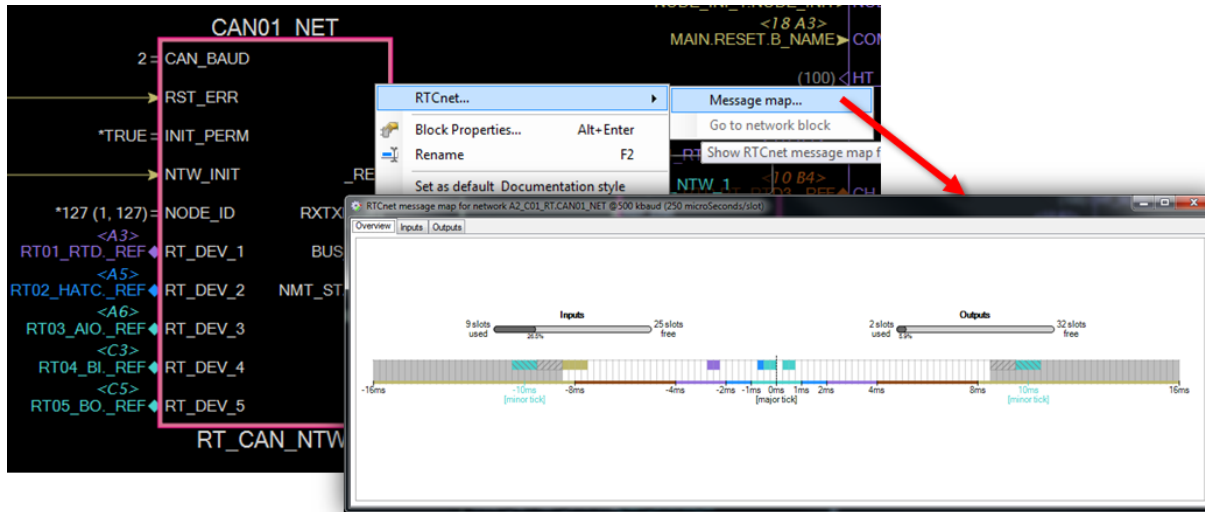 <18 A3>
MAIN.RESET.B_NAME
(100) HT
CAN01_NET
2 = CAN_BAUD
RST_ERR
*TRUE = INIT_PERM
NTW_INIT
*127 (1, 127) = NODE_ID RXTX
<A3>
RT01_RTD._REF RT_DEV_1 BUS
<A5>
RT02_HATC._REF RT_DEV_2 NMT_ST
<A6>
RT03_AIO._REF RT_DEV_3
<C3>
RT04_BI._REF RT_DEV_4
<C5>
RT05_BO._REF RT_DEV_5
RT_CAN_NTW
RTCnet...
Block Properties... Alt+Enter
Rename F2
Set as default Documentation style
Message map...
Go to network block
Show RTCnet message map f
NTW_1
<10 B4>
CH
RTCnet message map for network A2_C01_RT.CAN01_NET @500 kbaud (250 microSeconds/slot)
Overview Inputs Outputs
Inputs
9 slots used 26.5% 25 slots free
Outputs
2 slots used 5.9% 32 slots free
-16ms -10ms -8ms -4ms -2ms -1ms 0ms 1ms 2ms 4ms 8ms 10ms 16ms
[minor tick] [major tick] [minor tick]